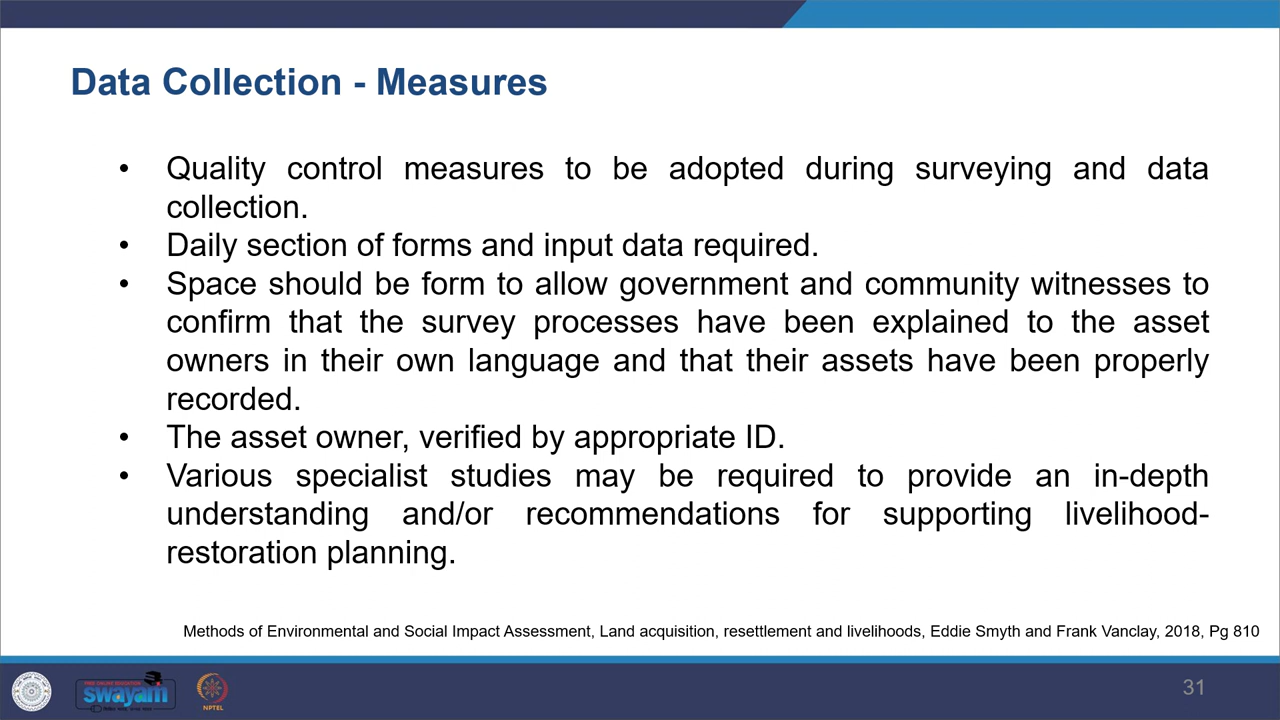 Data Collection - Measures
• Quality control measures to be adopted during surveying and data
collection.
• Daily section of forms and input data required.
• Space should be form to allow government and community witnesses to
confirm that the survey processes have been explained to the asset
owners in their own language and that their assets have been properly
recorded.
• The asset owner, verified by appropriate ID.
• Various specialist studies may be required to provide an in-depth
understanding and/or recommendations for supporting livelihood-
restoration planning.
Methods of Environmental and Social Impact Assessment, Land acquisition, resettlement and livelihoods, Eddie Smyth and Frank Vanclay, 2018, Pg 810
FREE ONLINE EDUCATION
swayam
NPTEL
31